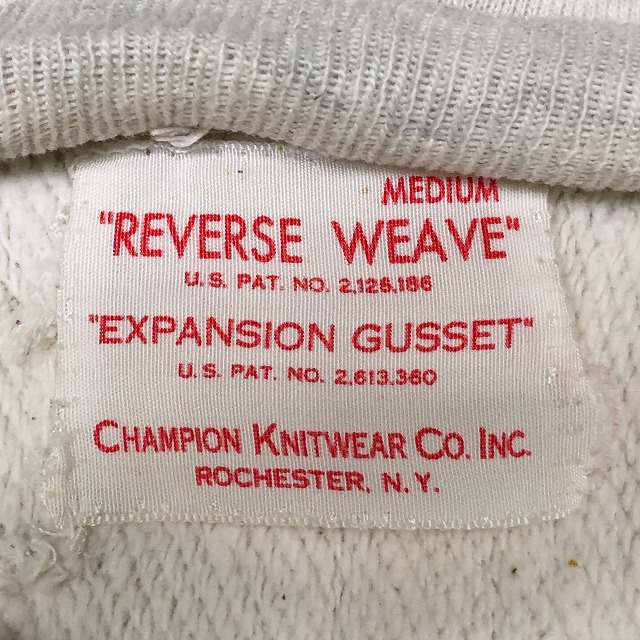 MEDIUM
"REVERSE WEAVE"
U.S. PAT. NO. 2,126,186
"EXPANSION GUSSET"
U.S. PAT. NO. 2,613,360
CHAMPION KNITWEAR CO. INC.
ROCHESTER, N.Y.